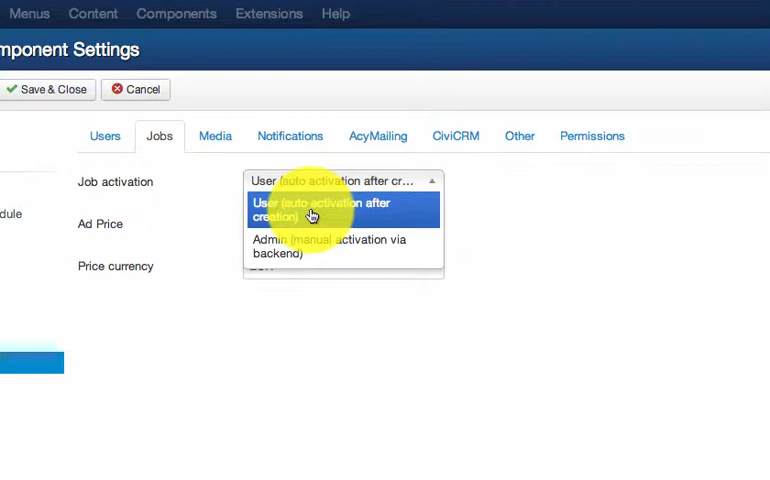 Menus Content Components Extensions Help
mponent Settings
Save & Close Cancel
Users Jobs Media Notifications AcyMailing CiviCRM Other Permissions
Job activation User (auto activation after cr...
User (auto activation after
creation)
dule
Ad Price
Admin (manual activation via
backend)
Price currency